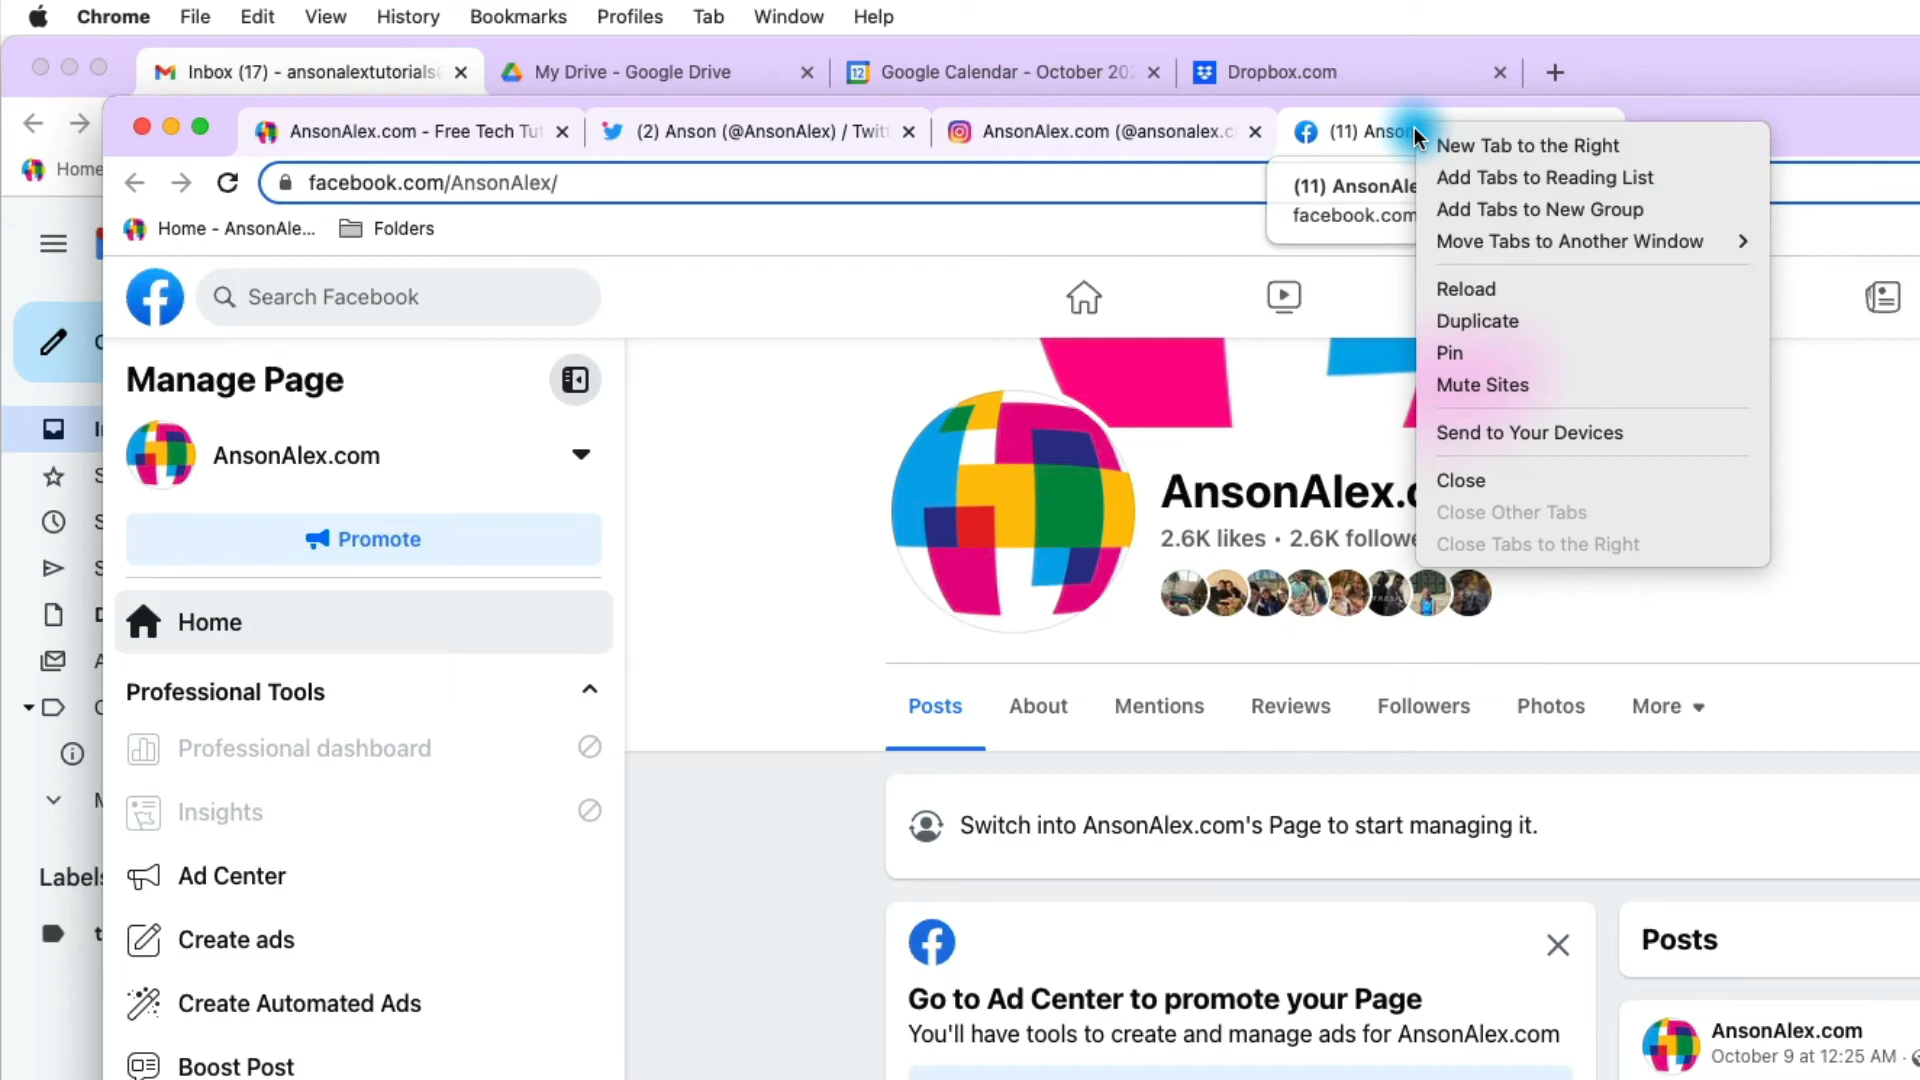 Chrome File Edit View History Bookmarks Profiles Tab Window Help
Inbox (17) - ansonalextutorials My Drive - Google Drive 12 Google Calendar - October 202 Dropbox.com
AnsonAlex.com - Free Tech Tut (2) Anson (@AnsonAlex) / Twitt AnsonAlex.com (@ansonalex.c (11) Anson
facebook.com/AnsonAlex/
Home
Home - AnsonAle... Folders
(11) AnsonAle
facebook.com
New Tab to the Right
Add Tabs to Reading List
Add Tabs to New Group
Move Tabs to Another Window
Reload
Duplicate
Pin
Mute Sites
Send to Your Devices
Close
Close Other Tabs
Close Tabs to the Right
Search Facebook
Manage Page
AnsonAlex.com
Promote
Home
Professional Tools
Professional dashboard
Insights
Ad Center
Create ads
Create Automated Ads
Boost Post
Labels
AnsonAlex.c
2.6K likes • 2.6K followe
Posts About Mentions Reviews Followers Photos More
Switch into AnsonAlex.com's Page to start managing it.
Go to Ad Center to promote your Page
You'll have tools to create and manage ads for AnsonAlex.com
Posts
AnsonAlex.com
October 9 at 12:25 AM ·